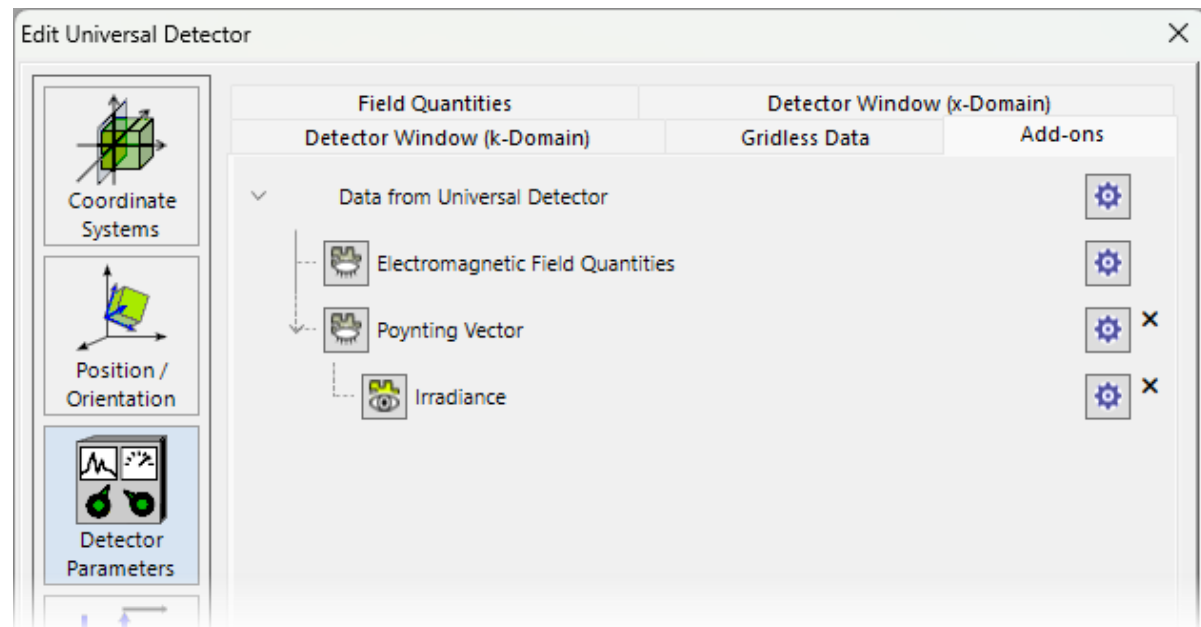 Edit Universal Detector
Field Quantities
Detector Window (x-Domain)
Detector Window (k-Domain)
Gridless Data
Add-ons
Coordinate
Systems
Position /
Orientation
Detector
Parameters
Data from Universal Detector
Electromagnetic Field Quantities
Poynting Vector
Irradiance